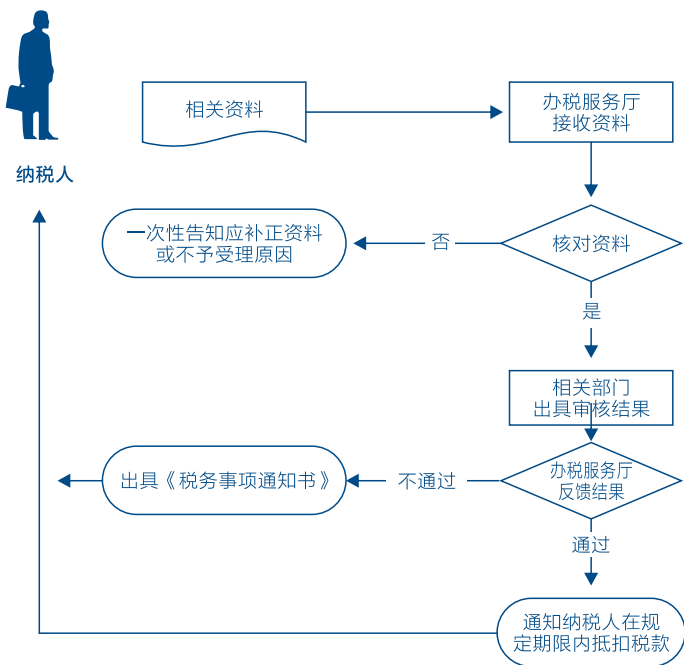 纳税人
相关资料
办税服务厅
接收资料
核对资料
否
一次性告知应补正资料
或不予受理原因
是
相关部门
出具审核结果
办税服务厅
反馈结果
不通过
出具《税务事项通知书》
通过
通知纳税人在规
定期限内抵扣税款